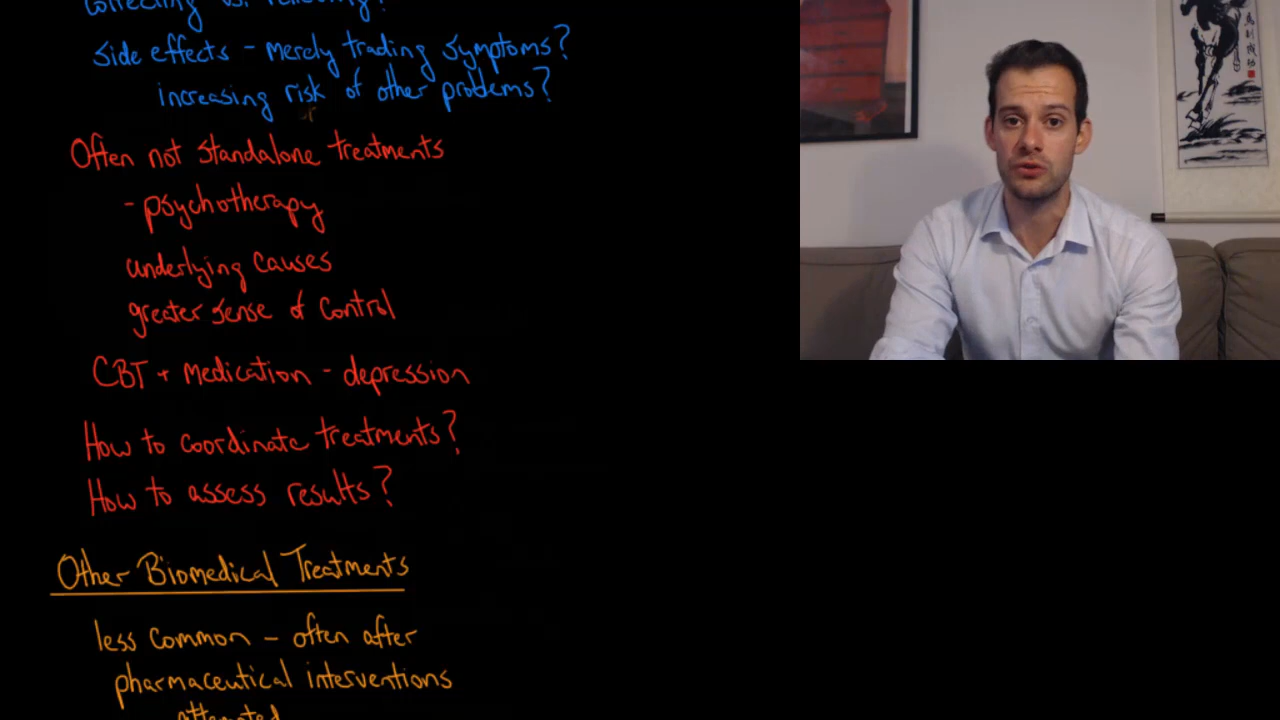 side effects - merely trading symptoms?
increasing risk of other problems?
Often not standalone treatments
- psychotherapy
underlying causes
greater sense of control
CBT + Medication - depression
How to coordinate treatments?
How to assess results?
Other Biomedical Treatments
less common - often after
pharmaceutical interventions
attempted